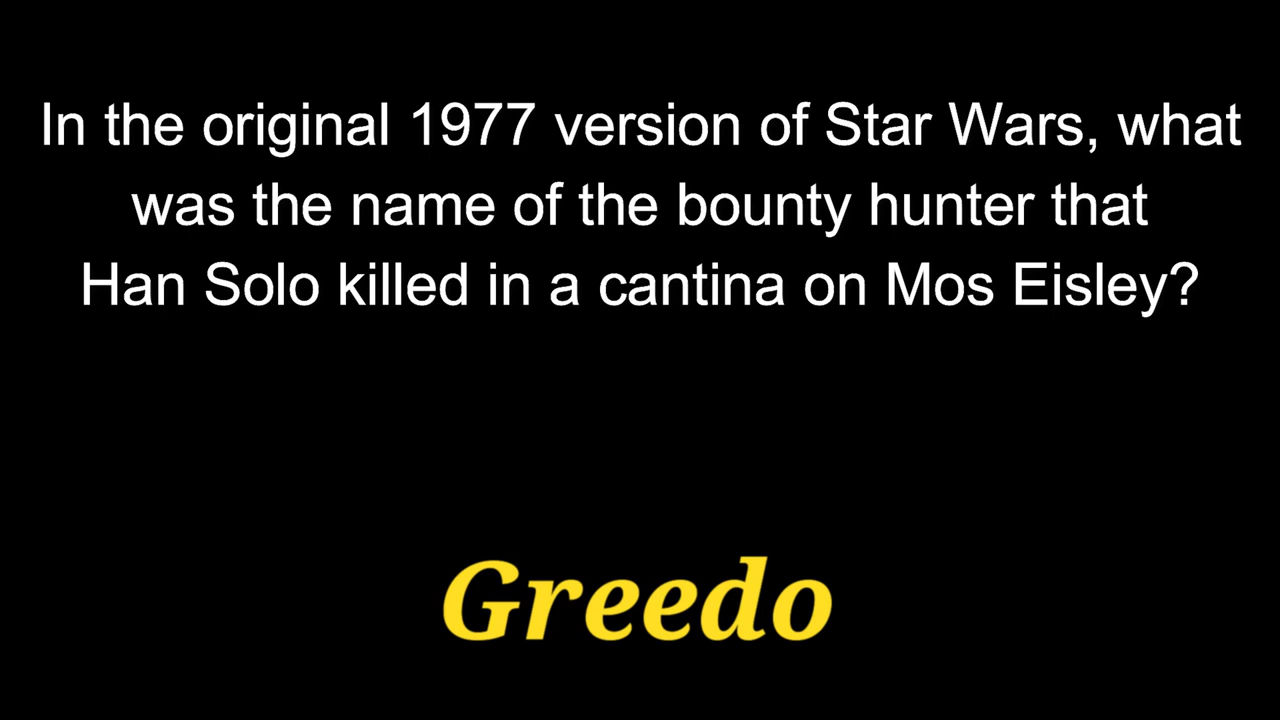 In the original 1977 version of Star Wars, what
was the name of the bounty hunter that
Han Solo killed in a cantina on Mos Eisley?
Greedo